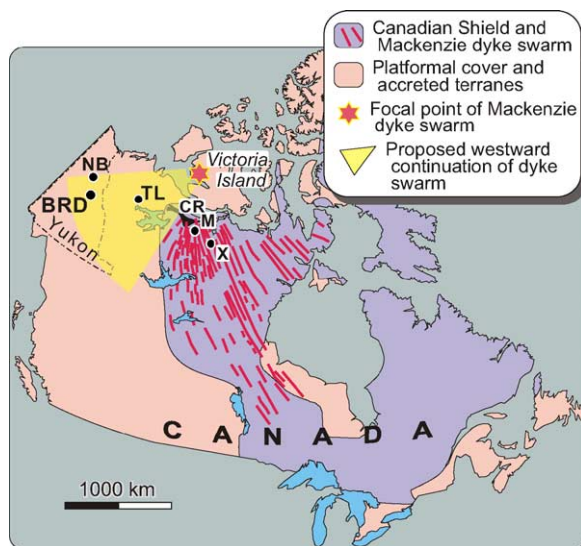 Canadian Shield and
Mackenzie dyke swarm
Platformal cover and
accreted terranes
Focal point of Mackenzie
dyke swarm
Proposed westward
continuation of dyke
swarm
NB
BRD
TL
Victoria
Island
CR
M
X
Yukon
CANADA
1000 km